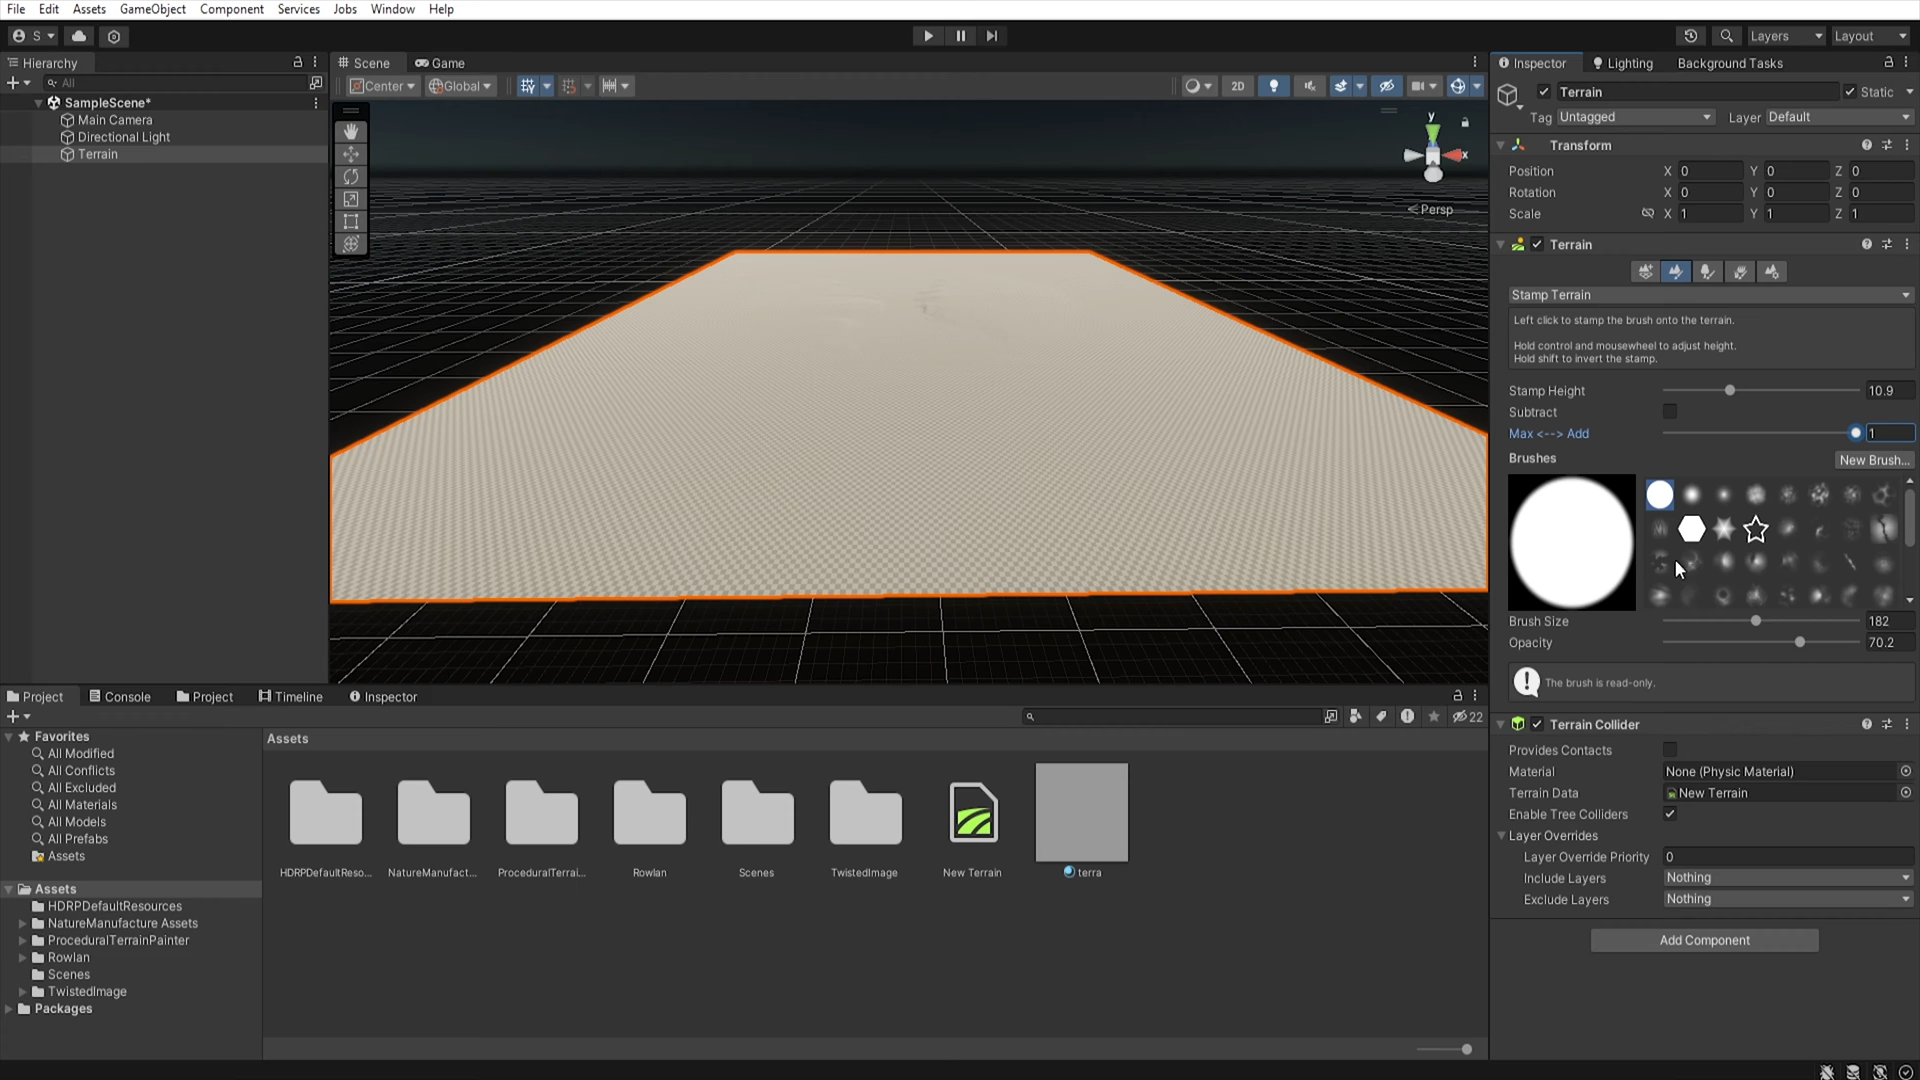 File Edit Assets GameObject Component Services Jobs Window Help
S Layers Layout
Hierarchy
All
SampleScene*
Main Camera
Directional Light
Terrain
Scene Game
Center Global 2D
y
x
< Persp
Inspector Lighting Background Tasks
Terrain Static
Tag Untagged Layer Default
Transform
Position X 0 Y 0 Z 0
Rotation X 0 Y 0 Z 0
Scale X 1 Y 1 Z 1
Terrain
Stamp Terrain
Left click to stamp the brush onto the terrain.
Hold control and mousewheel to adjust height.
Hold shift to invert the stamp.
Stamp Height 10.9
Subtract
Max <--> Add 1
Brushes New Brush...
Brush Size 182
Opacity 70.2
The brush is read-only.
Terrain Collider
Provides Contacts
Material None (Physic Material)
Terrain Data New Terrain
Enable Tree Colliders
Layer Overrides
Layer Override Priority 0
Include Layers Nothing
Exclude Layers Nothing
Add Component
Project Console Project Timeline Inspector
22
Favorites
All Modified
All Conflicts
All Excluded
All Materials
All Models
All Prefabs
Assets
Assets
HDRPDefaultResources
NatureManufacture Assets
ProceduralTerrainPainter
Rowlan
Scenes
TwistedImage
Packages
Assets
HDRPDefaultReso... NatureManufact... ProceduralTerrai... Rowlan Scenes TwistedImage New Terrain terra